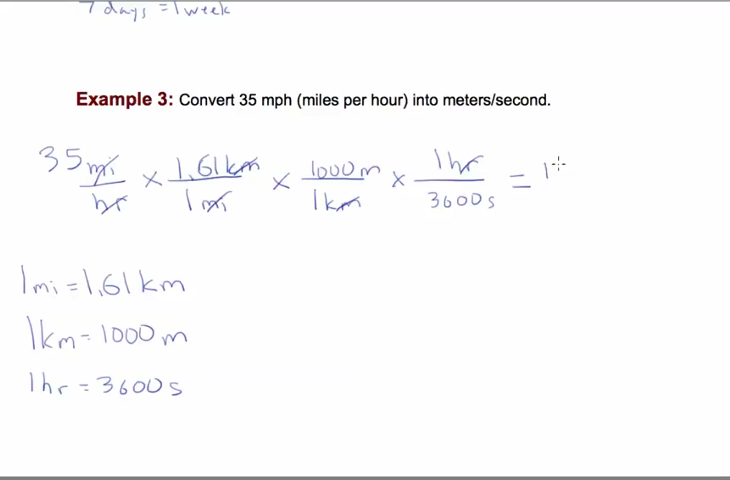 7 days = 1 week
Example 3: Convert 35 mph (miles per hour) into meters/second.
35 mi/hr × 1.61 km/1 mi × 1000 m/1 km × 1 hr/3600 s = 1
1 mi = 1.61 km
1 km = 1000 m
1 hr = 3600 s